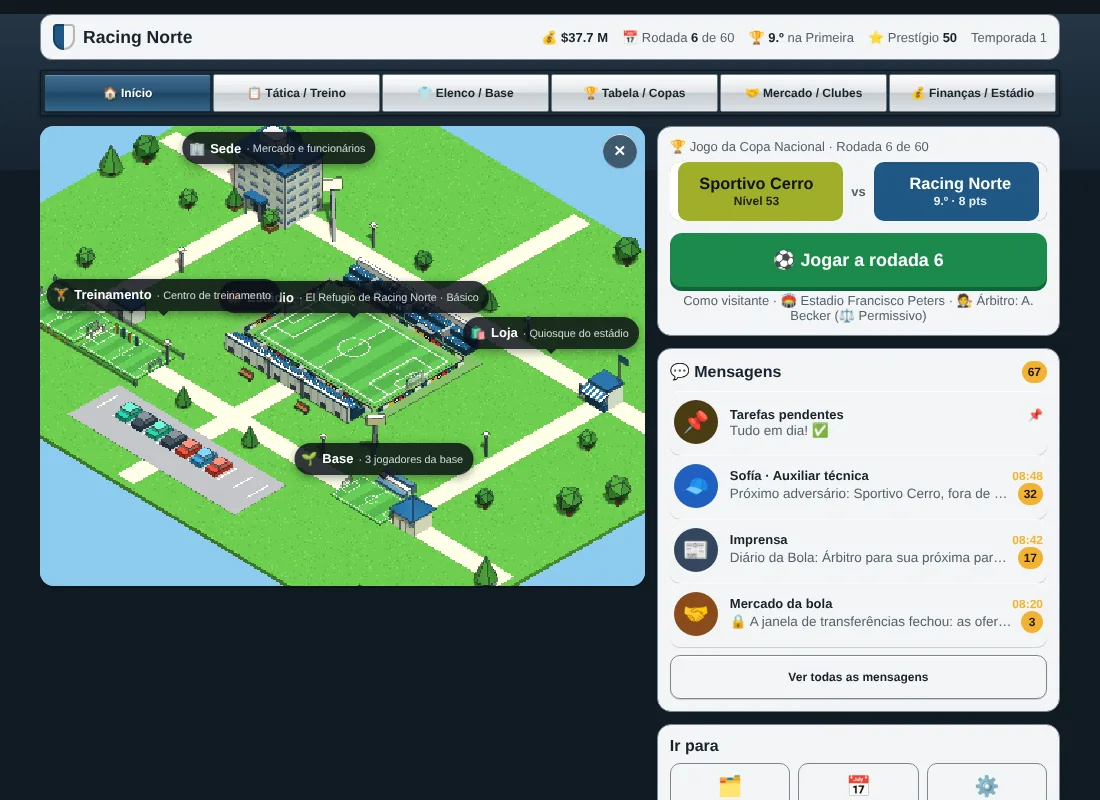 Racing Norte
$37.7 M
Rodada 6 de 60
9.º na Primeira
Prestígio 50
Temporada 1
Início
Tática / Treino
Elenco / Base
Tabela / Copas
Mercado / Clubes
Finanças / Estádio
Sede · Mercado e funcionários
✕
Treinamento · Centro de treinamento
dio · El Refugio de Racing Norte · Básico
Loja · Quiosque do estádio
Base · 3 jogadores da base
Jogo da Copa Nacional · Rodada 6 de 60
Sportivo Cerro
Nível 53
vs
Racing Norte
9.º · 8 pts
Jogar a rodada 6
Como visitante · Estadio Francisco Peters · Árbitro: A.
Becker (⚖️ Permissivo)
Mensagens
67
Tarefas pendentes
Tudo em dia! ✅
Sofía · Auxiliar técnica
08:48
Próximo adversário: Sportivo Cerro, fora de ...
32
Imprensa
08:42
Diário da Bola: Árbitro para sua próxima par...
17
Mercado da bola
08:20
🔒 A janela de transferências fechou: as ofer...
3
Ver todas as mensagens
Ir para